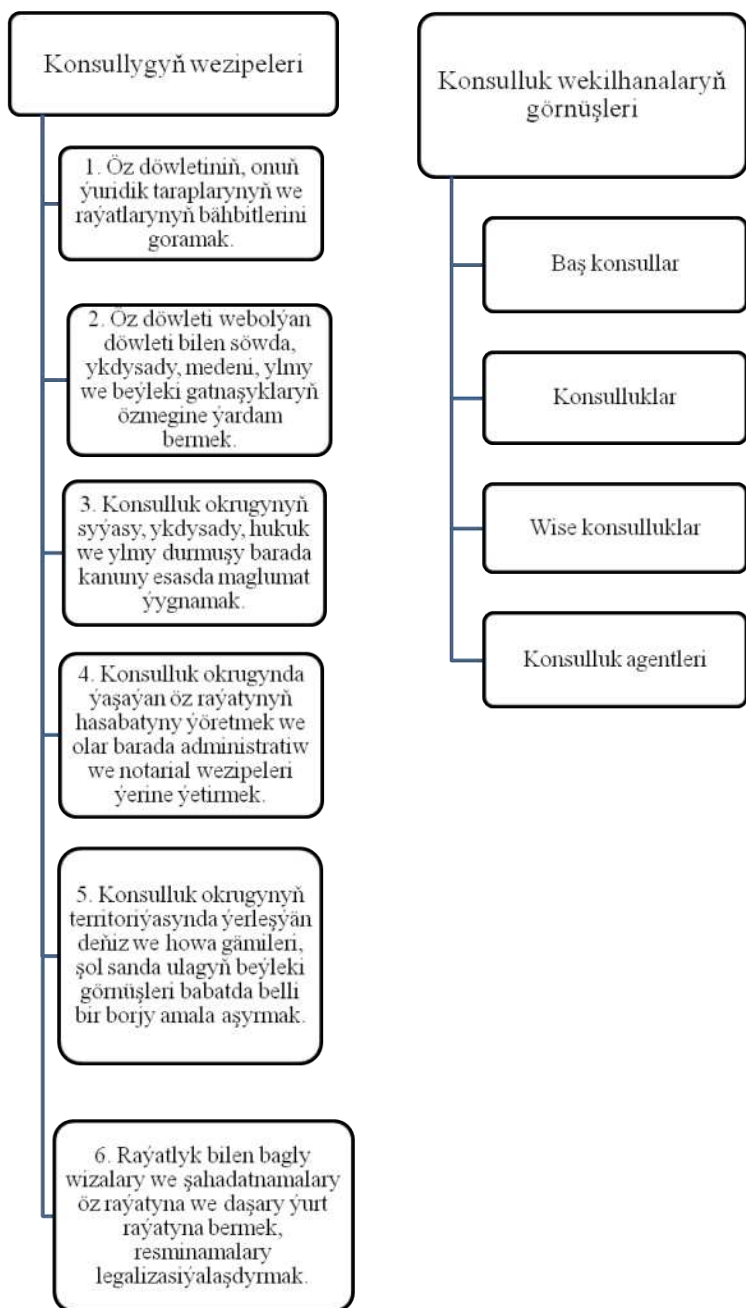 Konsullygyň wezipeleri
1. Öz döwletiniň, onuň
ýuridik taraplarynyň we
raýatlarynyň bähbitlerini
goramak.
2. Öz döwleti webolýan
döwleti bilen söwda,
ykdysady, medeni, ylmy
we beýleki gatnaşyklaryň
özmegine ýardam
bermek.
3. Konsulluk okrugynyň
syýasy, ykdysady, hukuk
we ylmy durmuşy barada
kanuny esasda maglumat
ýygnamak.
4. Konsulluk okrugynda
ýaşaýan öz raýatynyň
hasabatyny ýöretmek we
olar barada administratiw
we notarial wezipeleri
ýerine ýetirmek.
5. Konsulluk okrugynyň
territoriýasynda ýerleşýän
deňiz we howa gämileri,
şol sanda ulagyň beýleki
görnüşleri babatda belli
bir borjy amala aşyrmak.
6. Raýatlyk bilen bagly
wizalary we şahadatnamalary
öz raýatyna we daşary ýurt
raýatyna bermek,
resminamalary
legalizasiýalaşdyrmak.
Konsulluk wekilhanalaryň
görnüşleri
Baş konsullar
Konsulluklar
Wise konsulluklar
Konsulluk agentleri